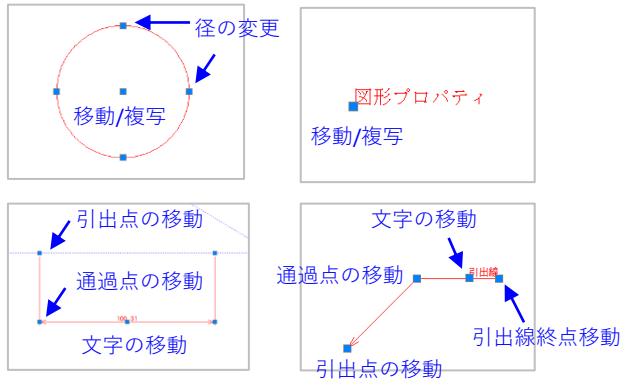 径の変更
移動/複写
図形プロパティ
移動/複写
引出点の移動
通過点の移動
100.31
文字の移動
文字の移動
引出線
通過点の移動
引出線終点移動
引出点の移動